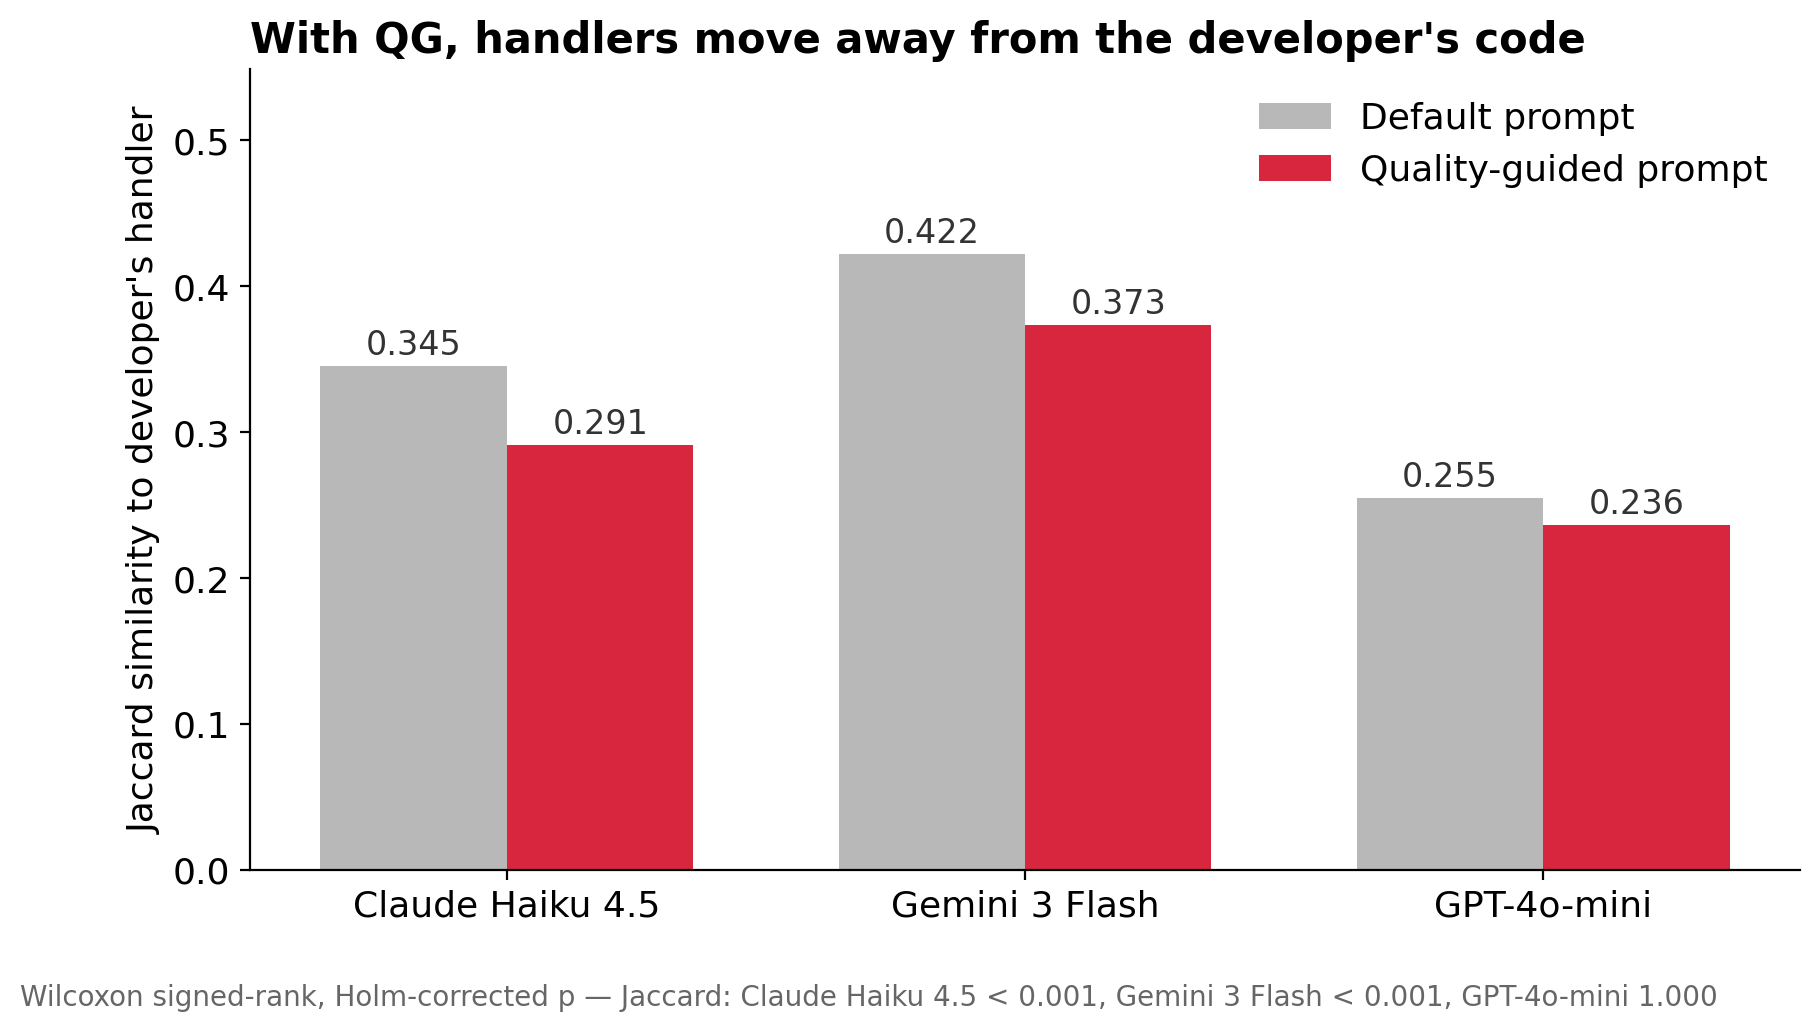 With QG, handlers move away from the developer's code
Default prompt
Quality-guided prompt
Jaccard similarity to developer's handler
0.5
0.4
0.3
0.2
0.1
0.0
0.345
0.291
0.422
0.373
0.255
0.236
Claude Haiku 4.5
Gemini 3 Flash
GPT-4o-mini
Wilcoxon signed-rank, Holm-corrected p — Jaccard: Claude Haiku 4.5 < 0.001, Gemini 3 Flash < 0.001, GPT-4o-mini 1.000